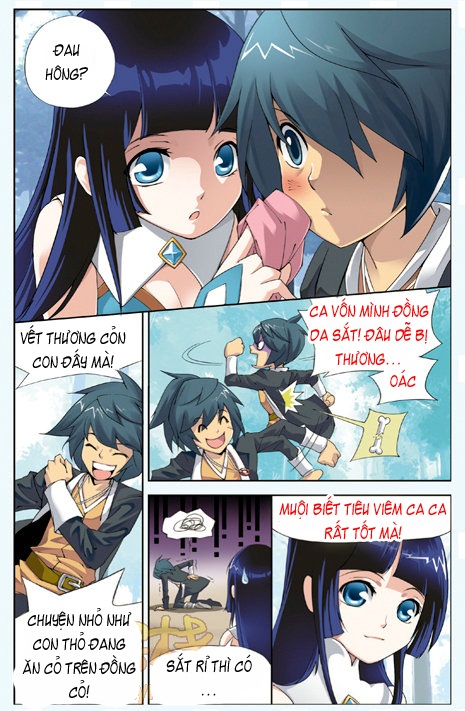 ĐAU
HÔNG?
VẾT THƯƠNG CỎN
CON ĐẤY MÀ!
CA VỐN MÌNH ĐỒNG
DA SẮT! ĐÂU DỄ BỊ
THƯƠNG...
OÁC
CHUYỆN NHỎ NHƯ
CON THỎ ĐANG
ĂN CỎ TRÊN ĐỒNG
CỎ!
SẮT RỈ THÌ CÓ
...
MUỘI BIẾT TIÊU VIÊM CA CA
RẤT TỐT MÀ!